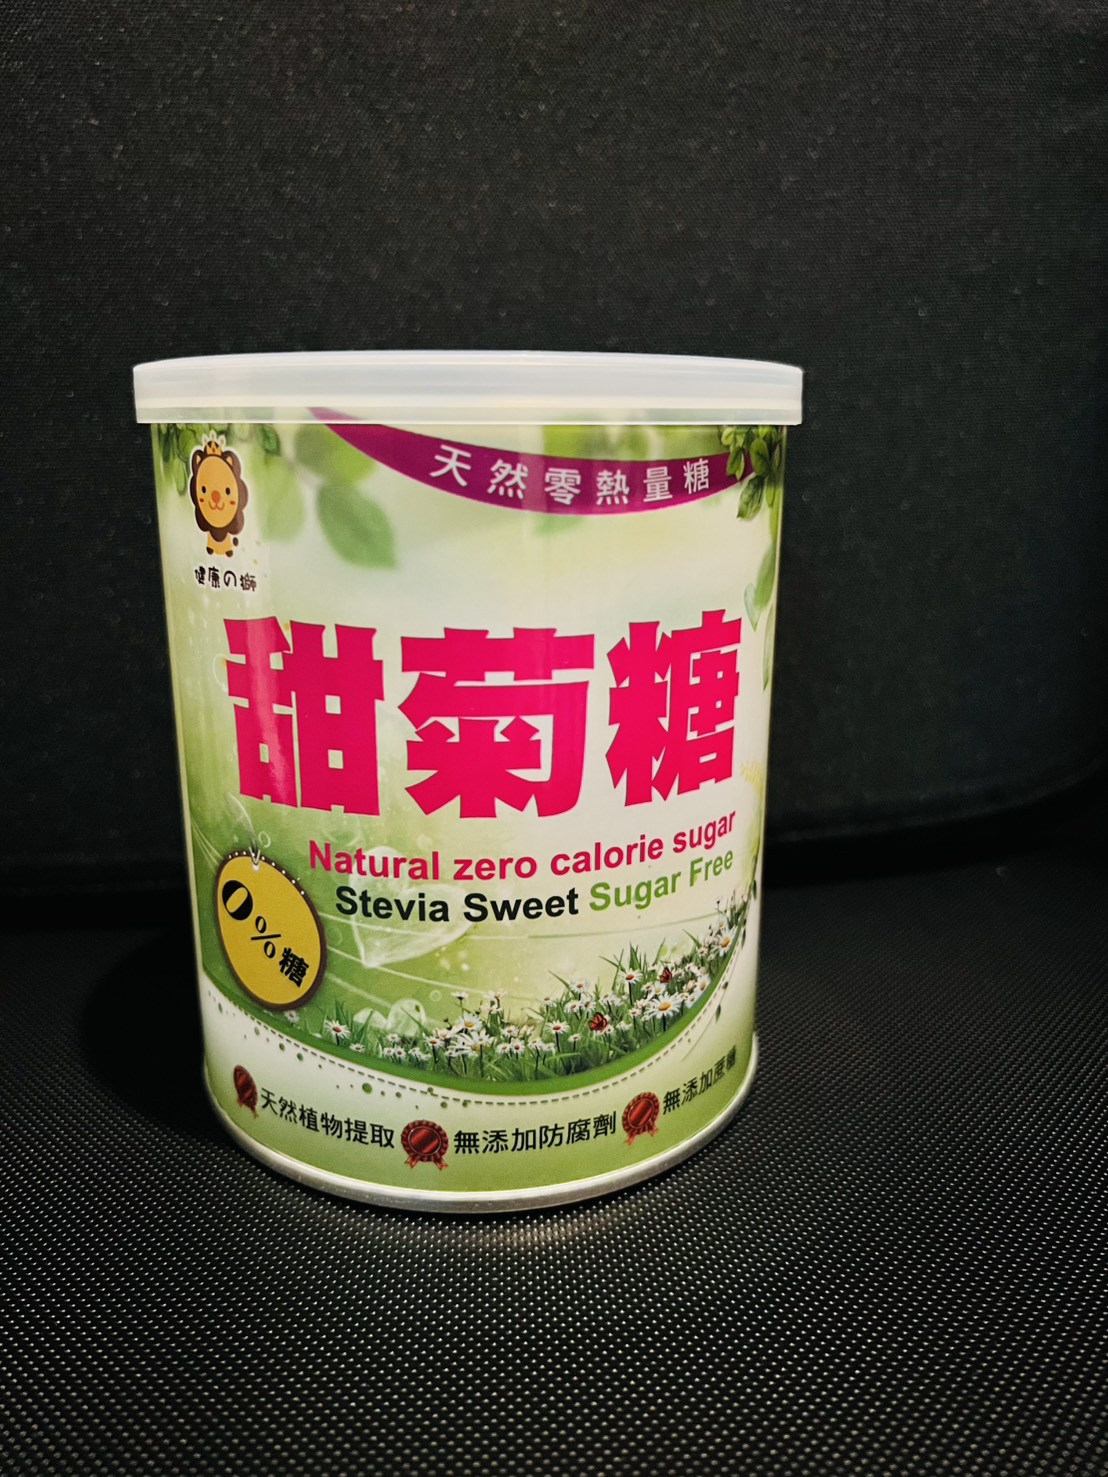 天然零熱量糖
健康の獅
甜菊糖
Natural zero calorie sugar
Stevia Sweet Sugar Free
0%糖
天然植物提取
無添加防腐劑
無添加蔗糖